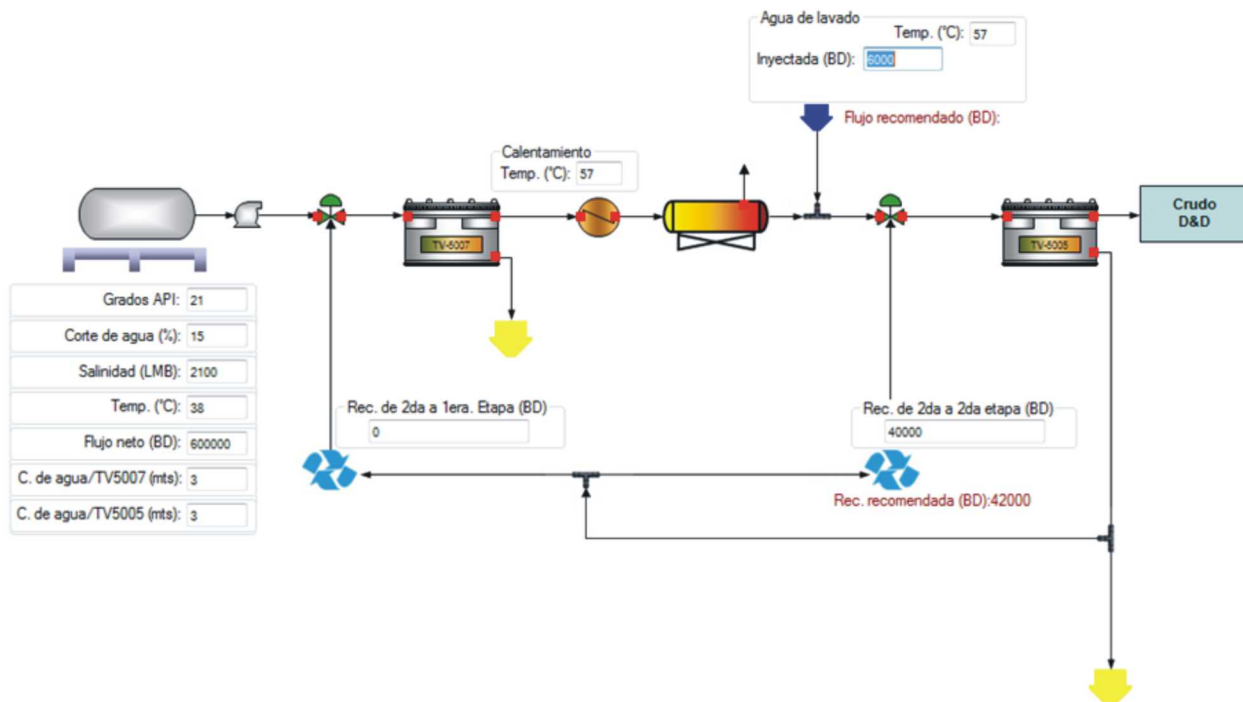 Agua de lavado
Temp. (°C): 57
Inyectada (BD): 6000
Flujo recomendado (BD):
Calentamiento
Temp. (°C): 57
TV-5007
TV-5005
Crudo
D&D
Grados API: 21
Corte de agua (%): 15
Salinidad (LMB): 2100
Temp. (°C): 38
Flujo neto (BD): 600000
C. de agua/TV5007 (mts): 3
C. de agua/TV5005 (mts): 3
Rec. de 2da a 1era. Etapa (BD)
0
Rec. de 2da a 2da etapa (BD)
40000
Rec. recomendada (BD):42000